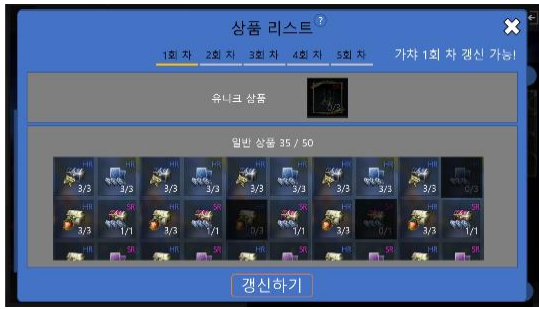 상품 리스트 ?
1회 차 2회 차 3회 차 4회 차 5회 차 가챠 1회 차 갱신 가능!
유니크 상품 0/3
일반 상품 35 / 50
HR HR HR HR HR HR HR HR HR HR
3/3 3/3 3/3 3/3 3/3 3/3 3/3 3/3 3/3 0/3
HR SR HR SR HR SR HR SR HR SR
3/3 1/1 3/3 1/1 0/3 1/1 3/3 0/1 3/3 1/1
HR SR HR SR HR SR HR SR HR SR
갱신하기